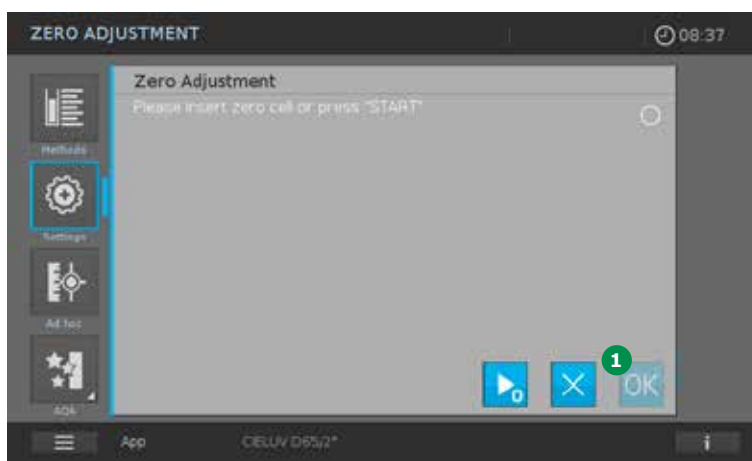 ZERO ADJUSTMENT
08:37
Zero Adjustment
Please insert zero cell or press "START"
Methods
Settings
Ad hoc
AQA
0
1
OK
App
CIELUV D65/2°
i